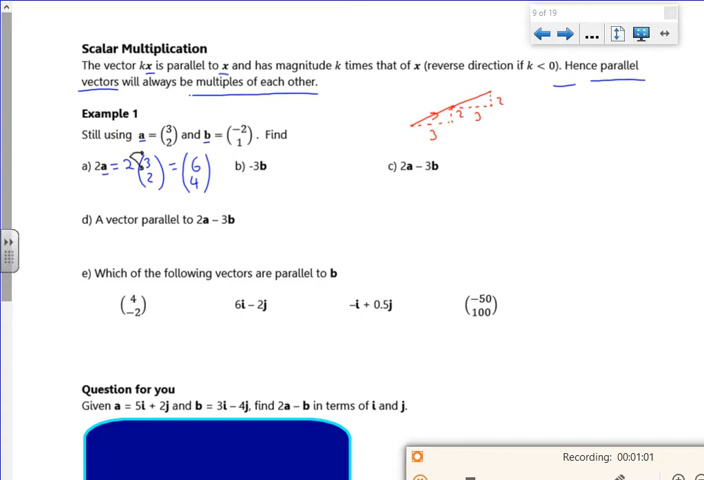 9 of 19
Scalar Multiplication
The vector kx is parallel to x and has magnitude k times that of x (reverse direction if k < 0). Hence parallel
vectors will always be multiples of each other.
Example 1
Still using a = (3 2) and b = (−2 1). Find
3 2 3 2
a) 2a = 2(3 2) = (6 4) b) -3b c) 2a − 3b
d) A vector parallel to 2a − 3b
e) Which of the following vectors are parallel to b
(4 −2) 6i − 2j −i + 0.5j (−50 100)
Question for you
Given a = 5i + 2j and b = 3i − 4j, find 2a − b in terms of i and j.
Recording: 00:01:01